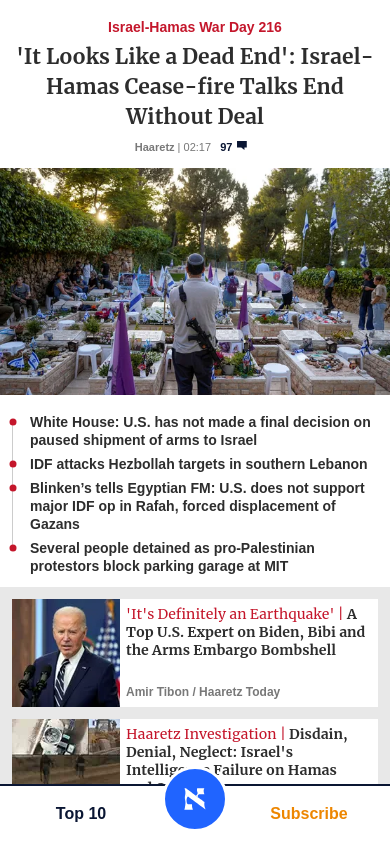 Israel-Hamas War Day 216
'It Looks Like a Dead End': Israel-
Hamas Cease-fire Talks End
Without Deal
Haaretz | 02:17 97
White House: U.S. has not made a final decision on
paused shipment of arms to Israel
IDF attacks Hezbollah targets in southern Lebanon
Blinken’s tells Egyptian FM: U.S. does not support
major IDF op in Rafah, forced displacement of
Gazans
Several people detained as pro-Palestinian
protestors block parking garage at MIT
'It's Definitely an Earthquake' | A
Top U.S. Expert on Biden, Bibi and
the Arms Embargo Bombshell
Amir Tibon / Haaretz Today
Haaretz Investigation | Disdain,
Denial, Neglect: Israel's
Failure on Hamas
Top 10
Subscribe